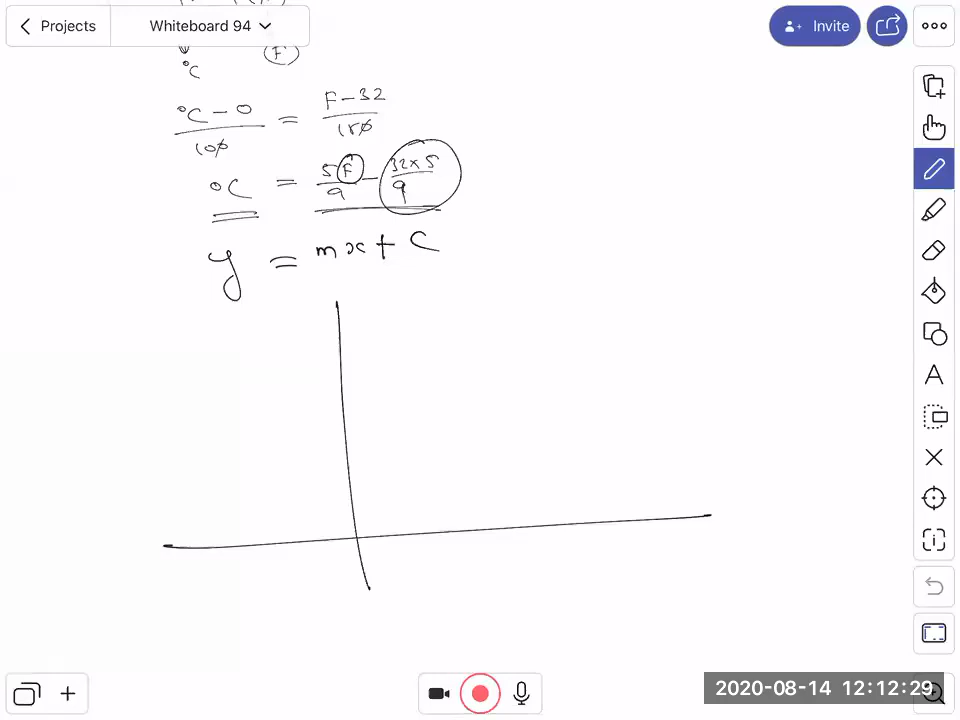 Projects
Whiteboard 94
Invite
F
°C
°C - 0 / 100 = F - 32 / 180
°C = 5F/9 - 32 x 5/9
y = mx + C
2020-08-14 12:12:29